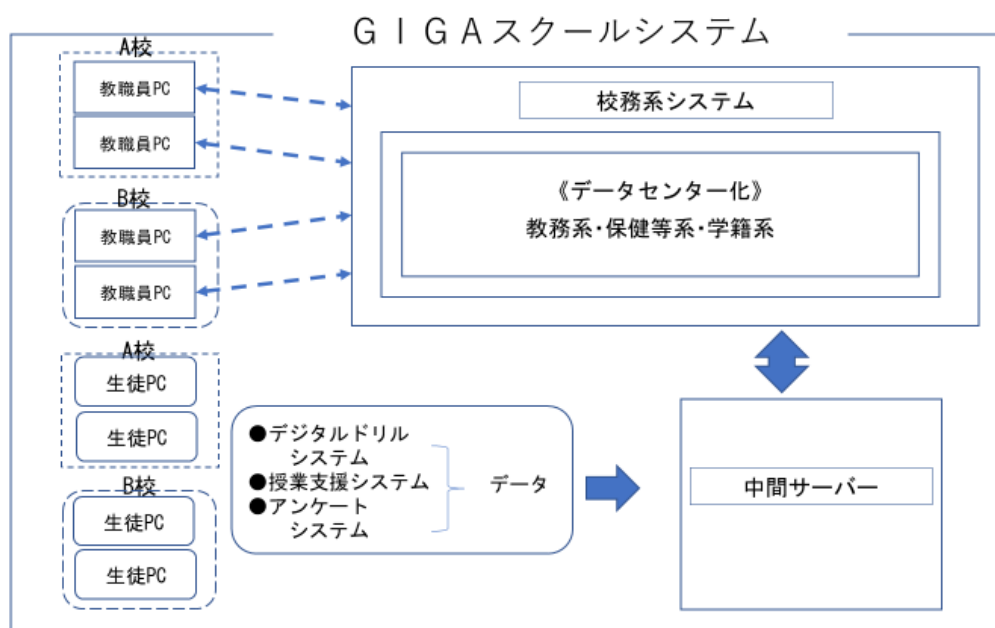 GIGAスクールシステム
A校
教職員PC
教職員PC
B校
教職員PC
教職員PC
校務系システム
《データセンター化》
教務系・保健等系・学籍系
A校
生徒PC
生徒PC
B校
生徒PC
生徒PC
●デジタルドリル
システム
●授業支援システム
●アンケート
システム
データ
中間サーバー